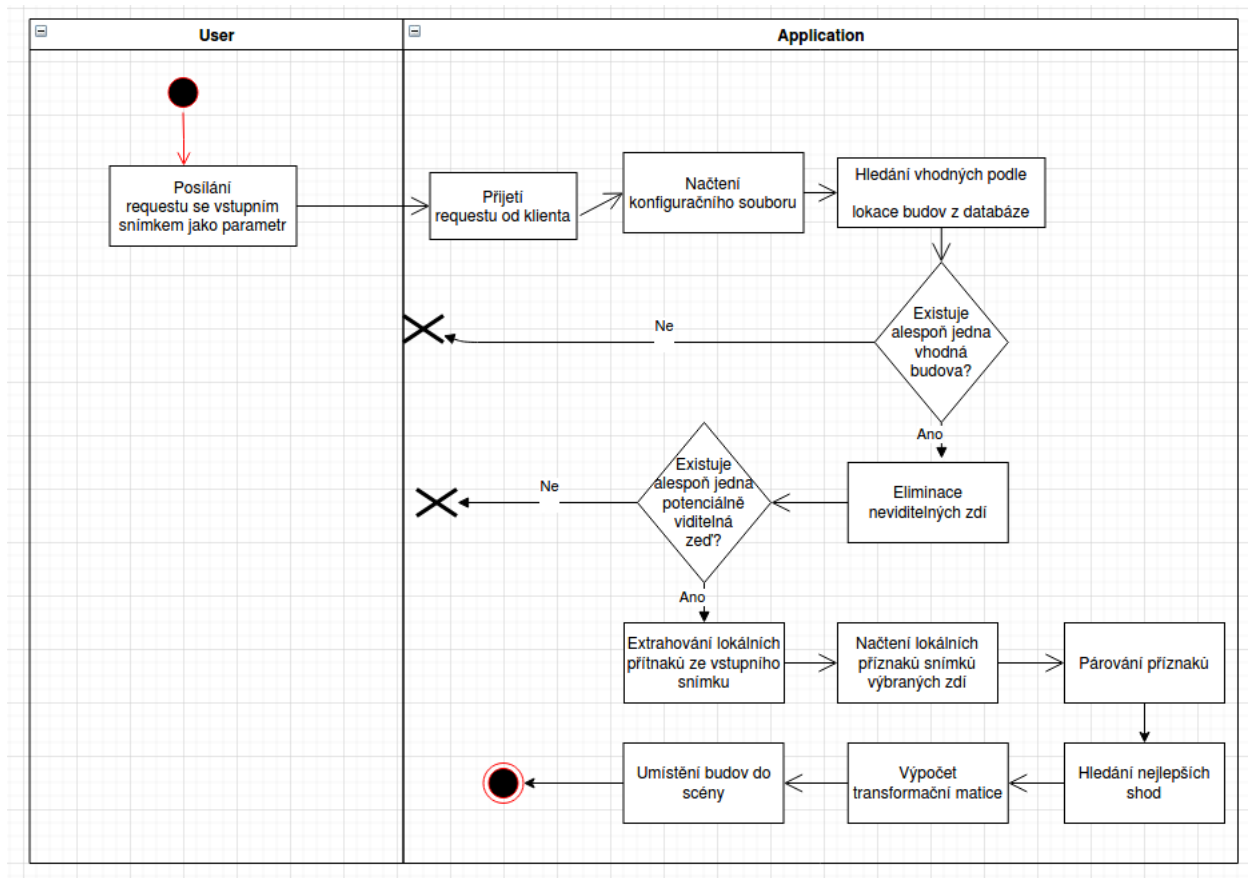 User
Application
Posílání
requestu se vstupním
snímkem jako parametr
Přijetí
requestu od klienta
Načtení
konfiguračního souboru
Hledání vhodných podle
lokace budov z databáze
Existuje
alespoň jedna
vhodná
budova?
Ne
Ano
Eliminace
neviditelných zdí
Existuje
alespoň jedna
potenciálně
viditelná
zeď?
Ne
Ano
Extrahování lokálních
přítnaků ze vstupního
snímku
Načtení lokálních
příznaků snímků
výbraných zdí
Párování příznaků
Hledání nejlepších
shod
Výpočet
transformační matice
Umístění budov do
scény